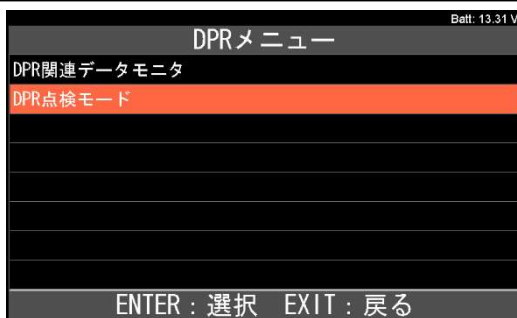 Batt: 13.31 V
DPRメニュー
DPR関連データモニタ
DPR点検モード
ENTER：選択　EXIT：戻る